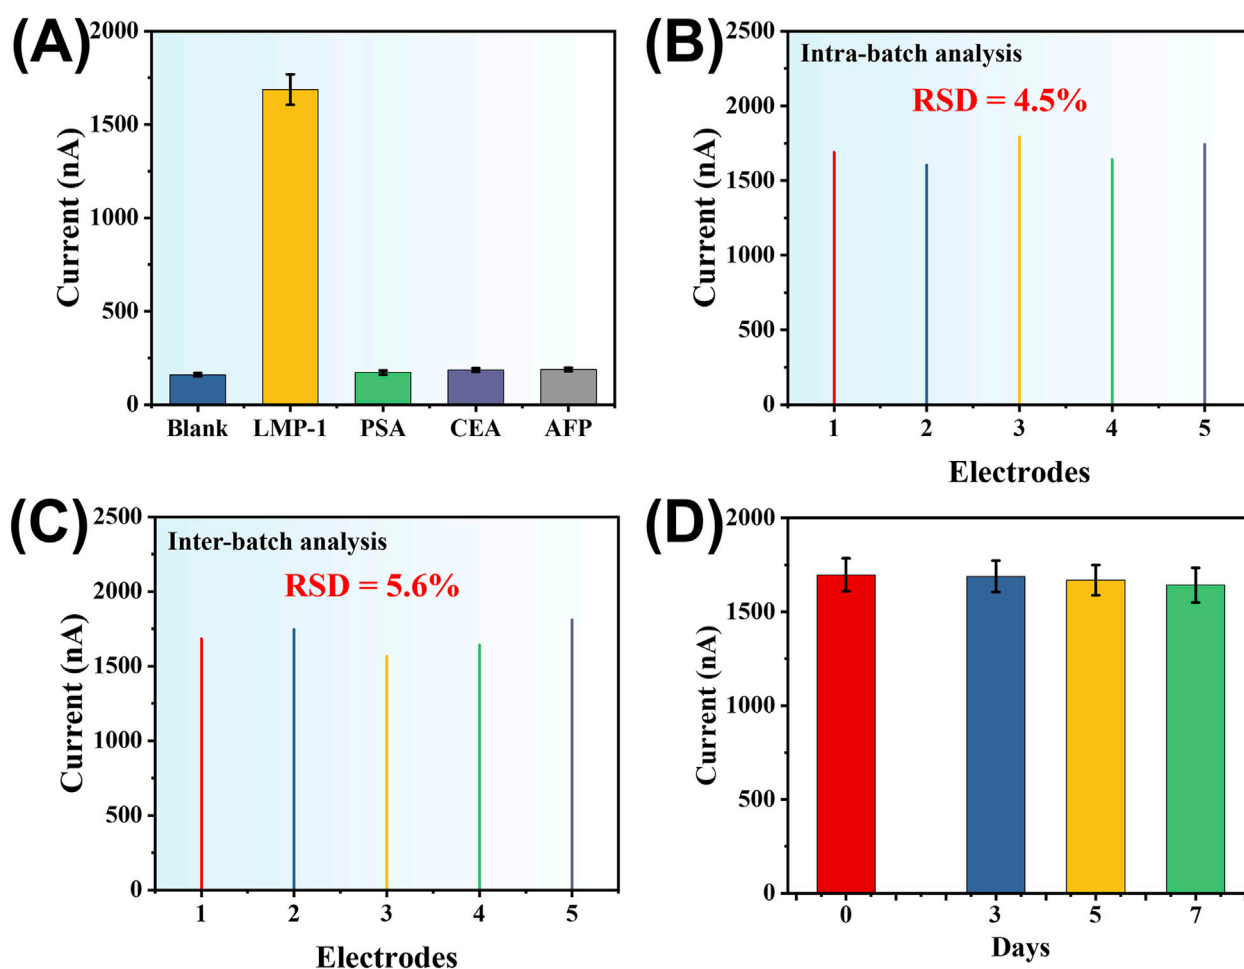 (A)
2000
1500
1000
500
0
Current (nA)
Blank LMP-1 PSA CEA AFP
(B)
2500
2000
1500
1000
500
0
Current (nA)
Intra-batch analysis
RSD = 4.5%
1 2 3 4 5
Electrodes
(C)
2500
2000
1500
1000
500
0
Current (nA)
Inter-batch analysis
RSD = 5.6%
1 2 3 4 5
Electrodes
(D)
2000
1500
1000
500
0
Current (nA)
0 3 5 7
Days